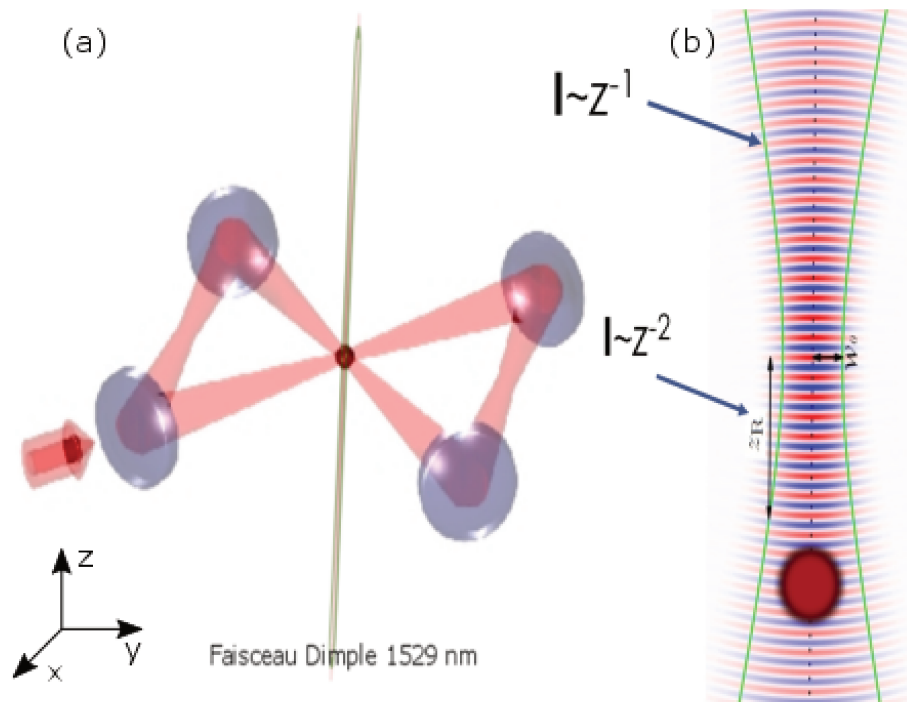 (a)
z
y
x
Faisceau Dimple 1529 nm
(b)
I~z⁻¹
I~z⁻²
w₀
z_R